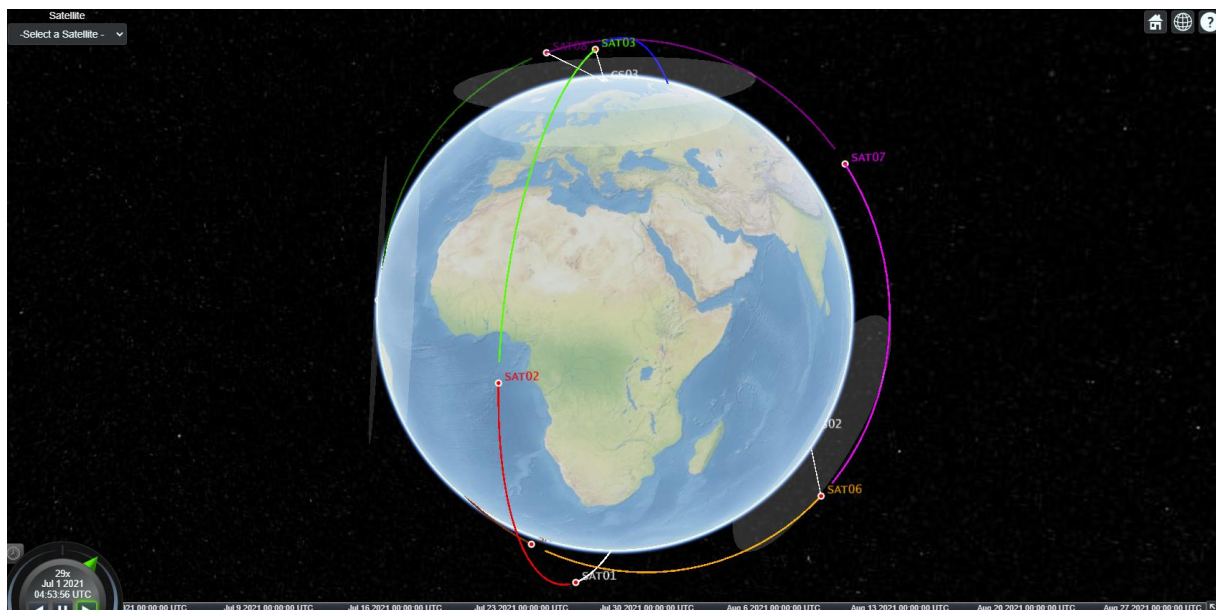 Satellite
-Select a Satellite -
?
SAT08
SAT03
GS03
SAT07
SAT02
SAT06
SAT01
29x
Jul 1 2021
04:53:56 UTC
Jul 9 2021 00:00:00 UTC
Jul 16 2021 00:00:00 UTC
Jul 23 2021 00:00:00 UTC
Jul 30 2021 00:00:00 UTC
Aug 6 2021 00:00:00 UTC
Aug 13 2021 00:00:00 UTC
Aug 20 2021 00:00:00 UTC
Aug 27 2021 00:00:00 UTC